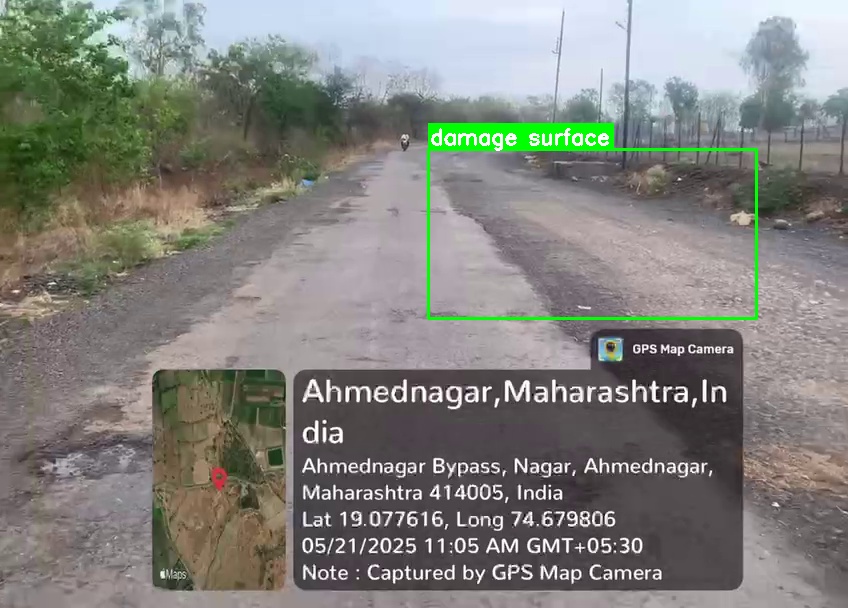 damage surface
GPS Map Camera
Ahmednagar,Maharashtra,In
dia
Ahmednagar Bypass, Nagar, Ahmednagar,
Maharashtra 414005, India
Lat 19.077616, Long 74.679806
05/21/2025 11:05 AM GMT+05:30
Note : Captured by GPS Map Camera
Maps